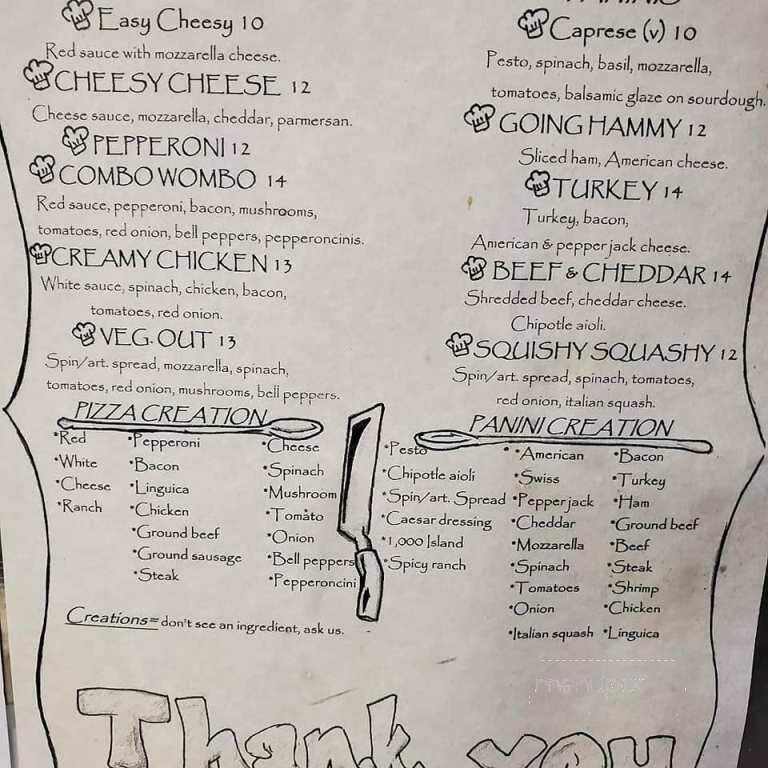 Easy Cheesy 10
Red sauce with mozzarella cheese.
CHEESY CHEESE 12
Cheese sauce, mozzarella, cheddar, parmersan.
PEPPERONI 12
COMBO WOMBO 14
Red sauce, pepperoni, bacon, mushrooms,
tomatoes, red onion, bell peppers, pepperoncinis.
CREAMY CHICKEN 13
White sauce, spinach, chicken, bacon,
tomatoes, red onion.
VEG. OUT 13
Spin/art. spread, mozzarella, spinach,
tomatoes, red onion, mushrooms, bell peppers.
PIZZA CREATION
•Red
•White
•Cheese
•Ranch
•Pepperoni
•Bacon
•Linguica
•Chicken
•Ground beef
•Ground sausage
•Steak
•Cheese
•Spinach
•Mushroom
•Tomato
•Onion
•Bell peppers
•Pepperoncini
Creations= don't see an ingredient, ask us.
Caprese (v) 10
Pesto, spinach, basil, mozzarella,
tomatoes, balsamic glaze on sourdough.
GOING HAMMY 12
Sliced ham, American cheese.
TURKEY 14
Turkey, bacon,
American & pepper jack cheese.
BEEF & CHEDDAR 14
Shredded beef, cheddar cheese.
Chipotle aioli.
SQUISHY SQUASHY 12
Spin/art. spread, spinach, tomatoes,
red onion, italian squash.
PANINI CREATION
•Pesto
•Chipotle aioli
•Spin/art. Spread
•Caesar dressing
•1,000 Island
•Spicy ranch
•American
•Swiss
•Pepper jack
•Cheddar
•Mozzarella
•Spinach
•Tomatoes
•Onion
•Italian squash
•Bacon
•Turkey
•Ham
•Ground beef
•Beef
•Steak
•Shrimp
•Chicken
•Linguica
menupix
Thank you